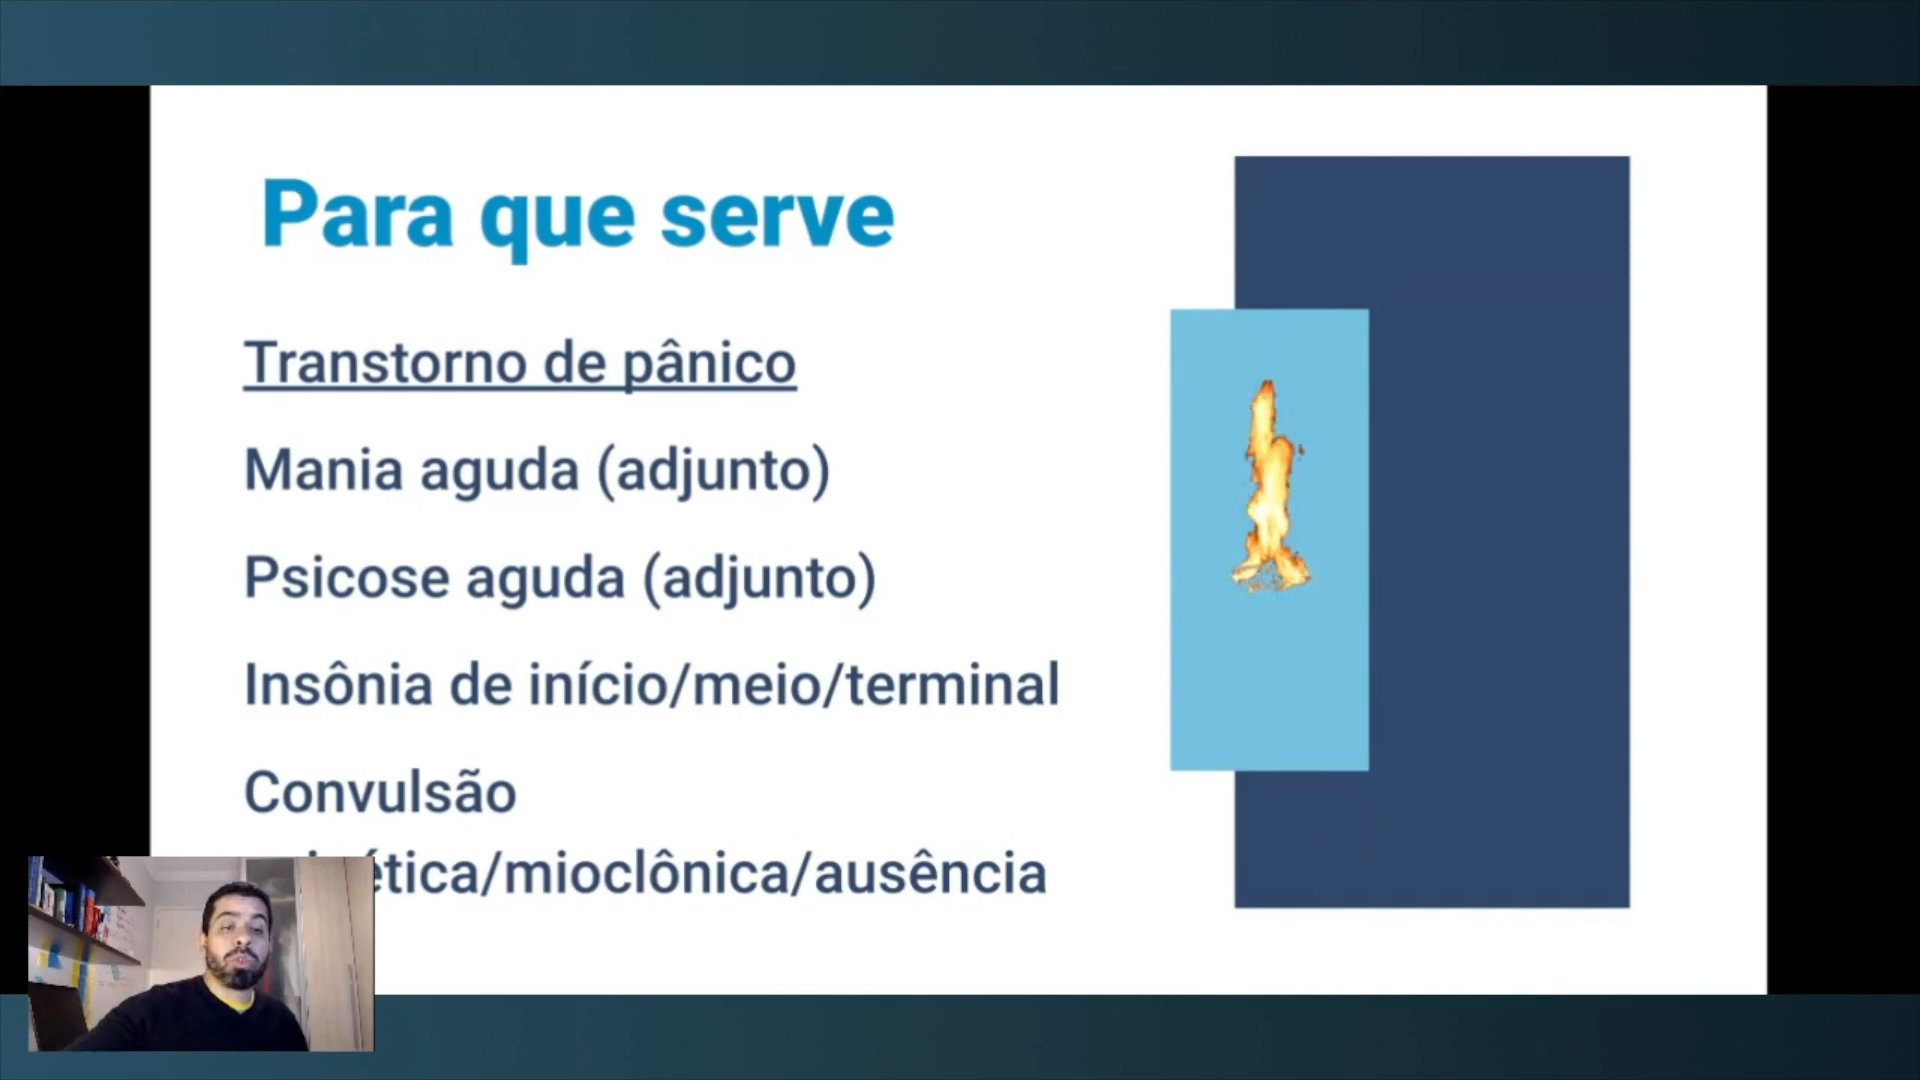 Para que serve
Transtorno de pânico
Mania aguda (adjunto)
Psicose aguda (adjunto)
Insônia de início/meio/terminal
Convulsão
/mioclônica/ausência